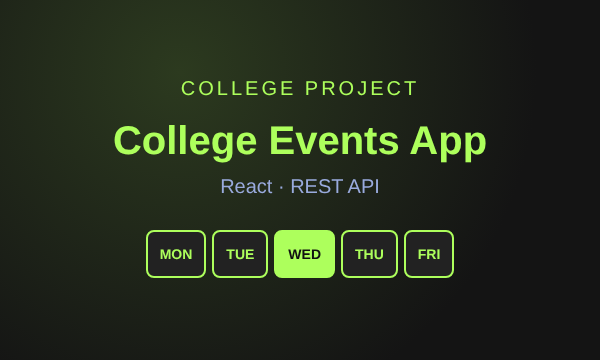 COLLEGE PROJECT
College Events App
React · REST API
MON TUE WED THU FRI